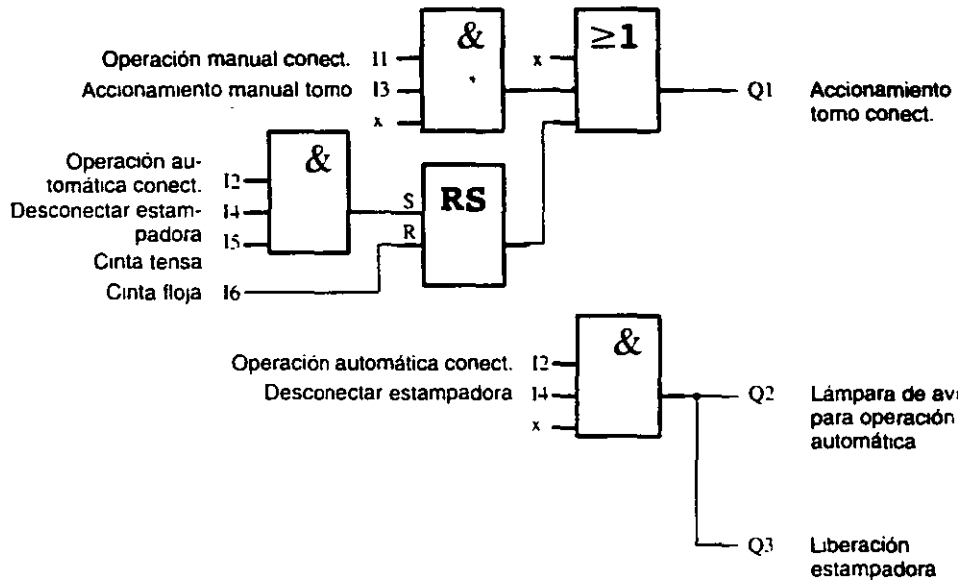 &
≥1
Operación manual conect. I1
x
Accionamiento manual torno I3
Q1 Accionamiento
torno conect.
x
&
Operación au-
tomática conect. I2
Desconectar estam- I4
padora I5
Cinta tensa
Cinta floja I6
S
RS
R
&
Operación automática conect. I2
Desconectar estampadora I4
x
Q2 Lámpara de av
para operación
automática
Q3 Liberación
estampadora